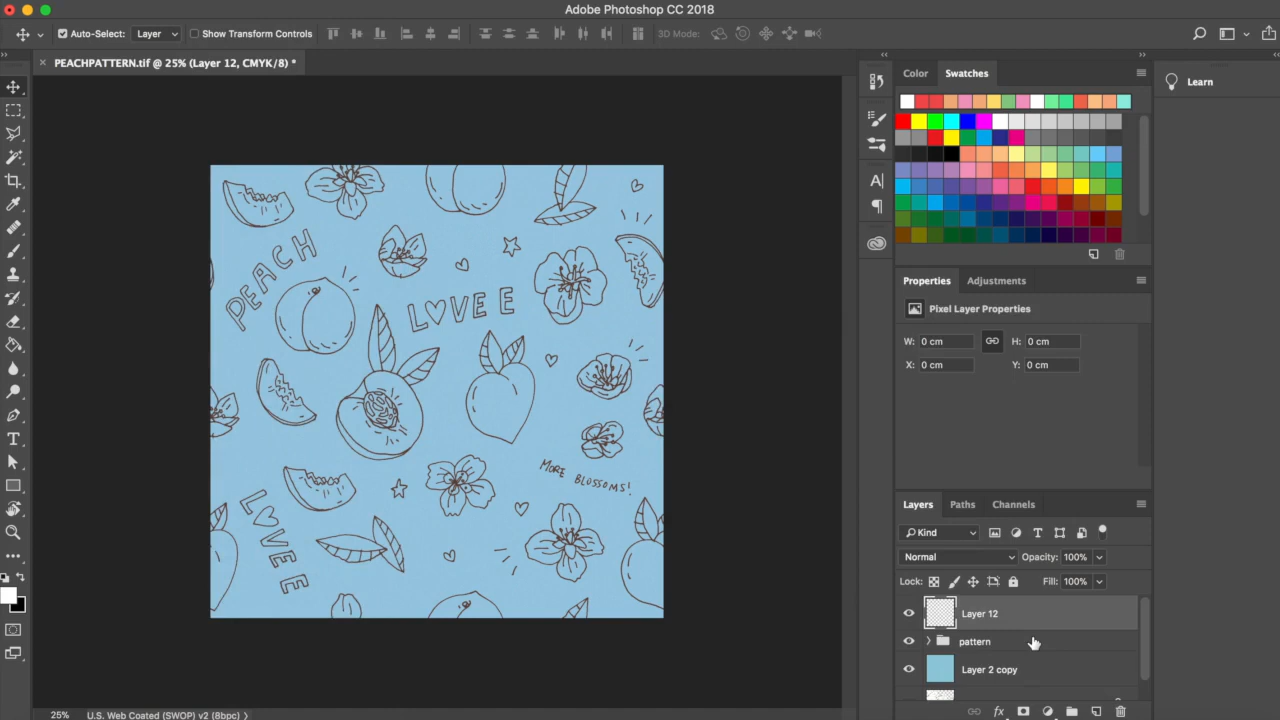 Adobe Photoshop CC 2018
Auto-Select: Layer Show Transform Controls 3D Mode:
PEACHPATTERN.tif @ 25% (Layer 12, CMYK/8) *
Color Swatches
Learn
Properties Adjustments
Pixel Layer Properties
W: 0 cm H: 0 cm
X: 0 cm Y: 0 cm
PEACH
LOVE E
MORE BLOSSOMS!
LOVE E
Layers Paths Channels
Kind
Normal Opacity: 100%
Lock: Fill: 100%
Layer 12
pattern
Layer 2 copy
fx
25% U.S. Web Coated (SWOP) v2 (8bpc)